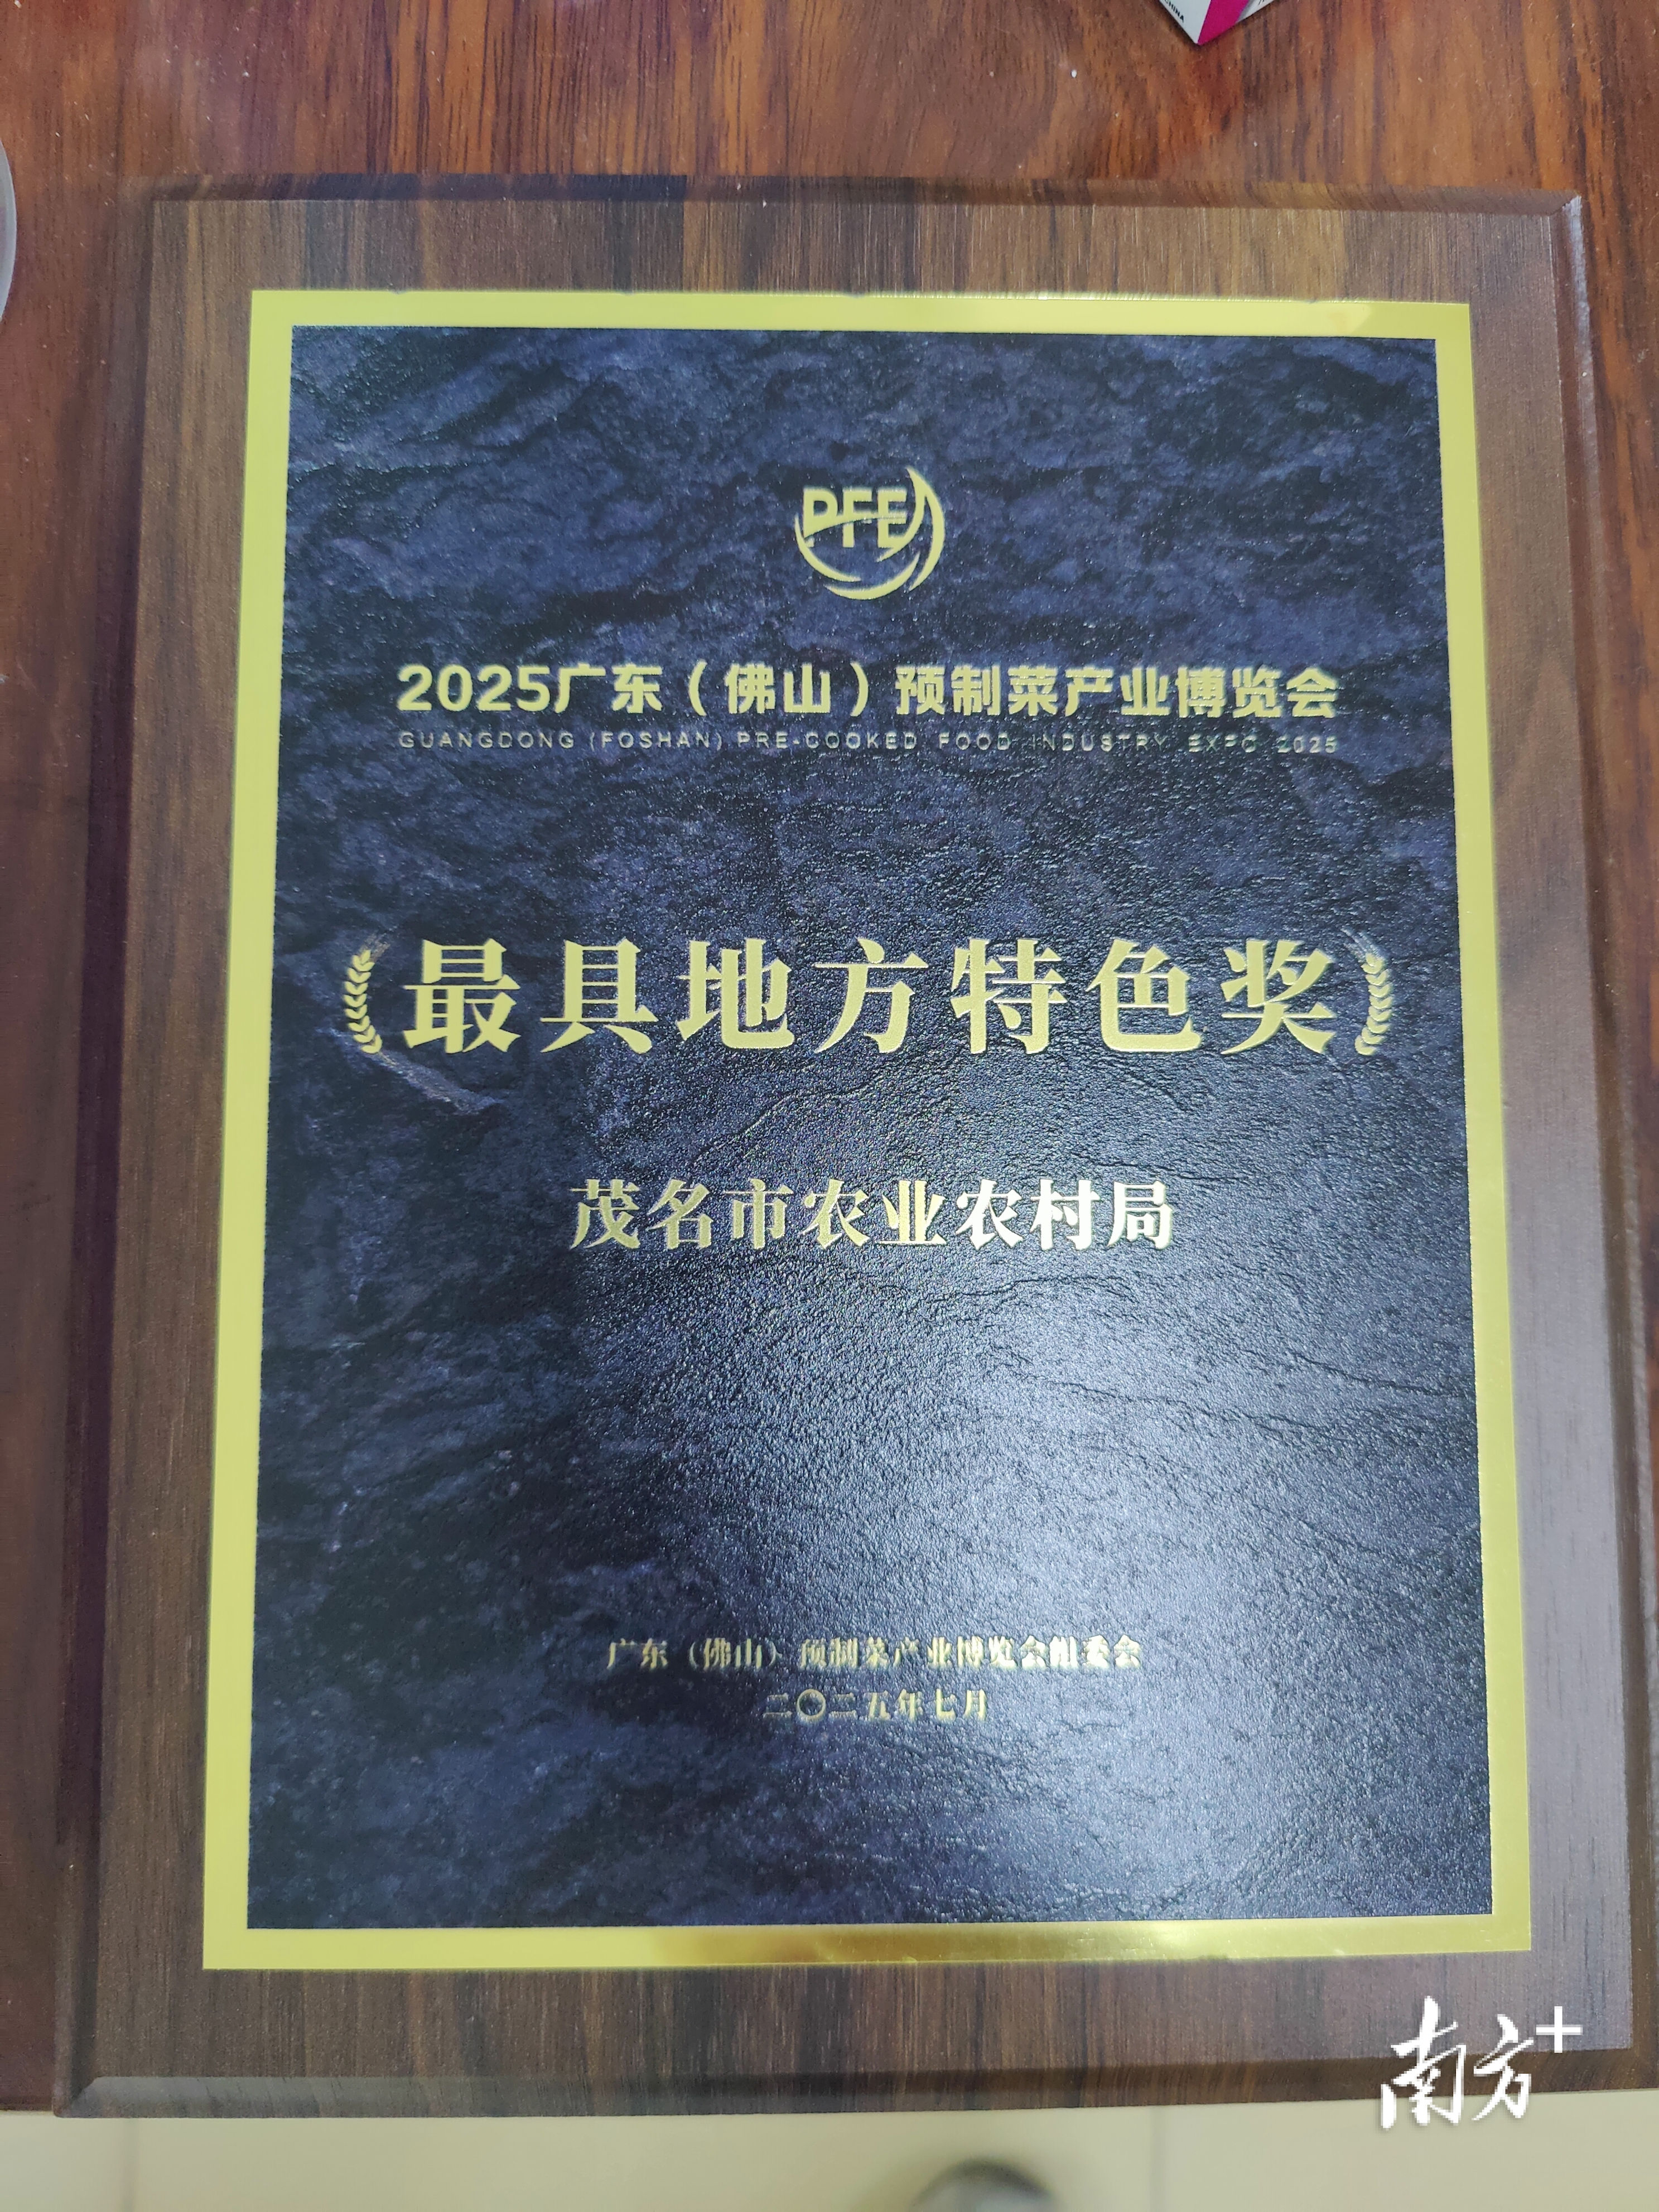 CHINA
PFE
2025广东（佛山）预制菜产业博览会
GUANGDONG (FOSHAN) PRE-COOKED FOOD INDUSTRY EXPO 2025
最具地方特色奖
茂名市农业农村局
广东（佛山）预制菜产业博览会组委会
二〇二五年七月
南方+